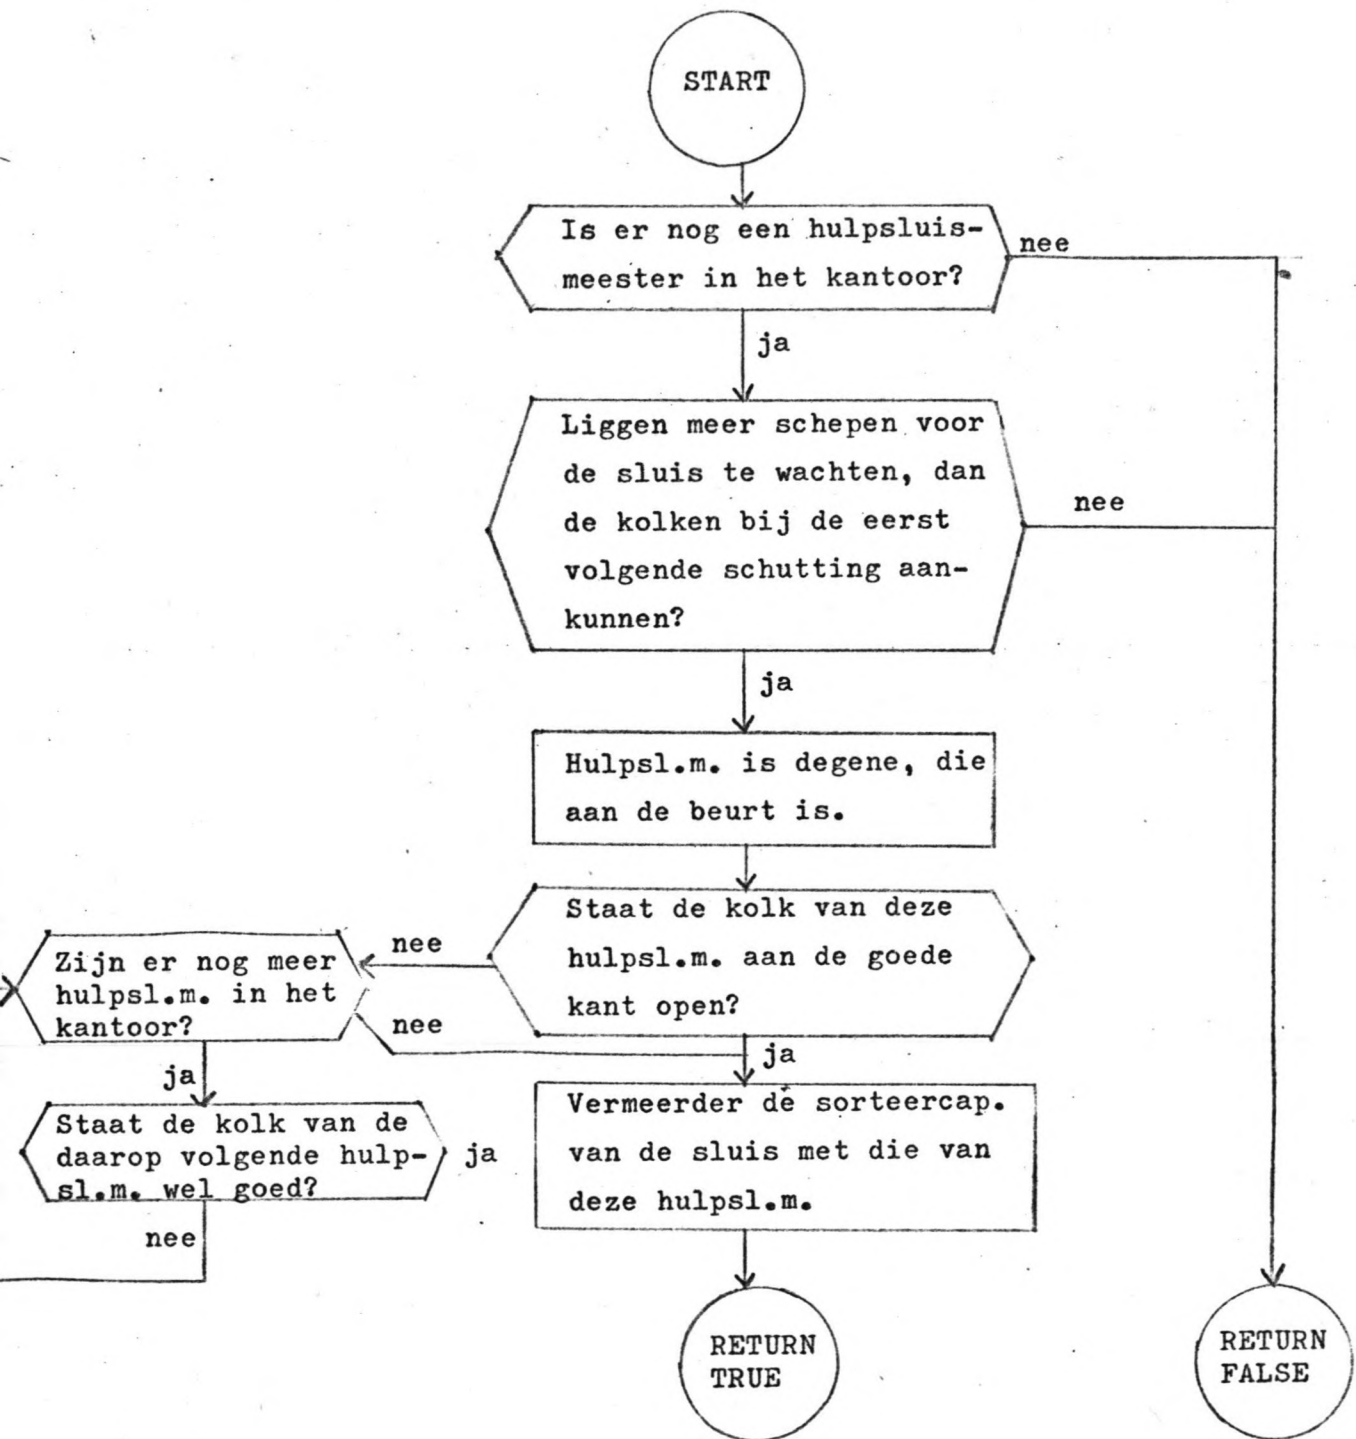 START
Is er nog een hulpsluis-
meester in het kantoor?
nee
ja
Liggen meer schepen voor
de sluis te wachten, dan
de kolken bij de eerst
volgende schutting aan-
kunnen?
nee
ja
Hulpsl.m. is degene, die
aan de beurt is.
Staat de kolk van deze
hulpsl.m. aan de goede
kant open?
nee
Zijn er nog meer
hulpsl.m. in het
kantoor?
nee
ja
ja
Staat de kolk van de
daarop volgende hulp-
sl.m. wel goed?
ja
nee
Vermeerder de sorteercap.
van de sluis met die van
deze hulpsl.m.
RETURN
TRUE
RETURN
FALSE